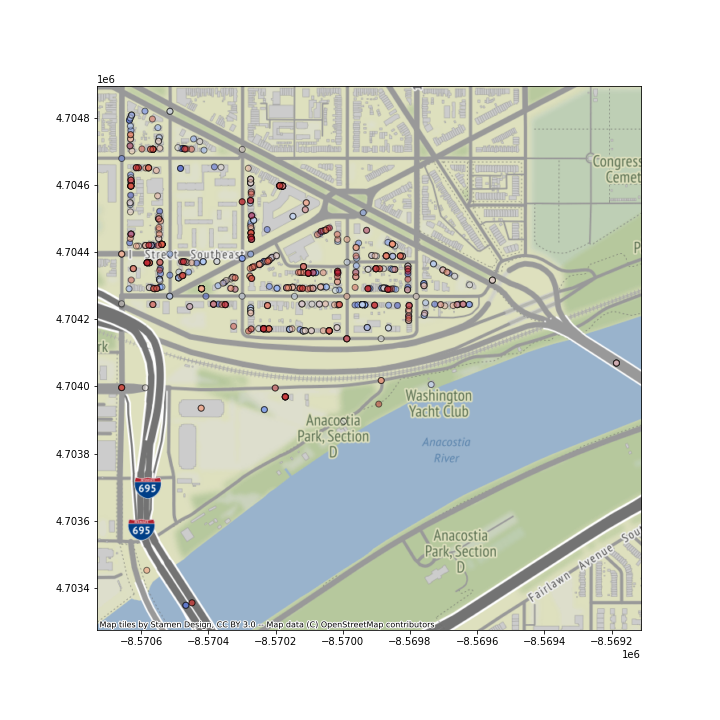 1e6
4.7048
4.7046
4.7044
4.7042
4.7040
4.7038
4.7036
4.7034
Congress
Cemet
Street Southeast
P
rk
Washington
Yacht Club
Anacostia
Park, Section
D
Anacostia
River
695
695
Anacostia
Park, Section
D
Fairlawn Avenue Sou
Map tiles by Stamen Design, CC BY 3.0 -- Map data (C) OpenStreetMap contributors
−8.5706
−8.5704
−8.5702
−8.5700
−8.5698
−8.5696
−8.5694
−8.5692
1e6